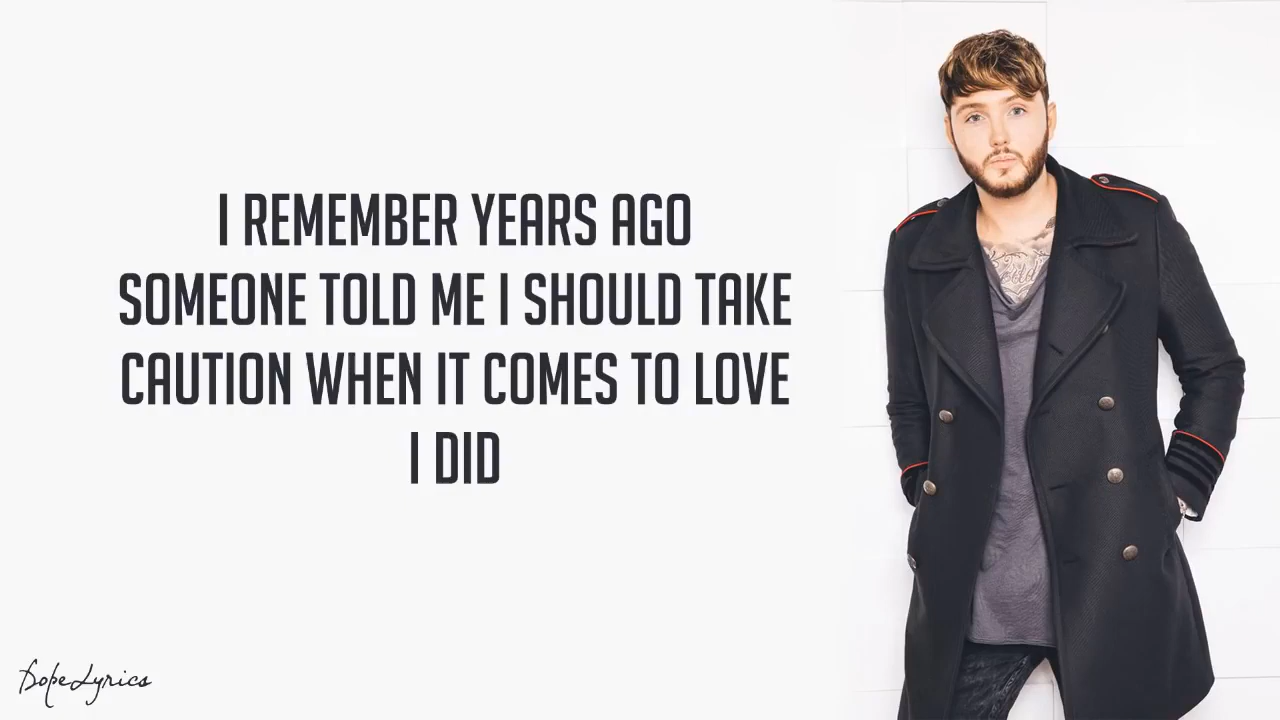 I REMEMBER YEARS AGO
SOMEONE TOLD ME I SHOULD TAKE
CAUTION WHEN IT COMES TO LOVE
I DID
DopeLyrics